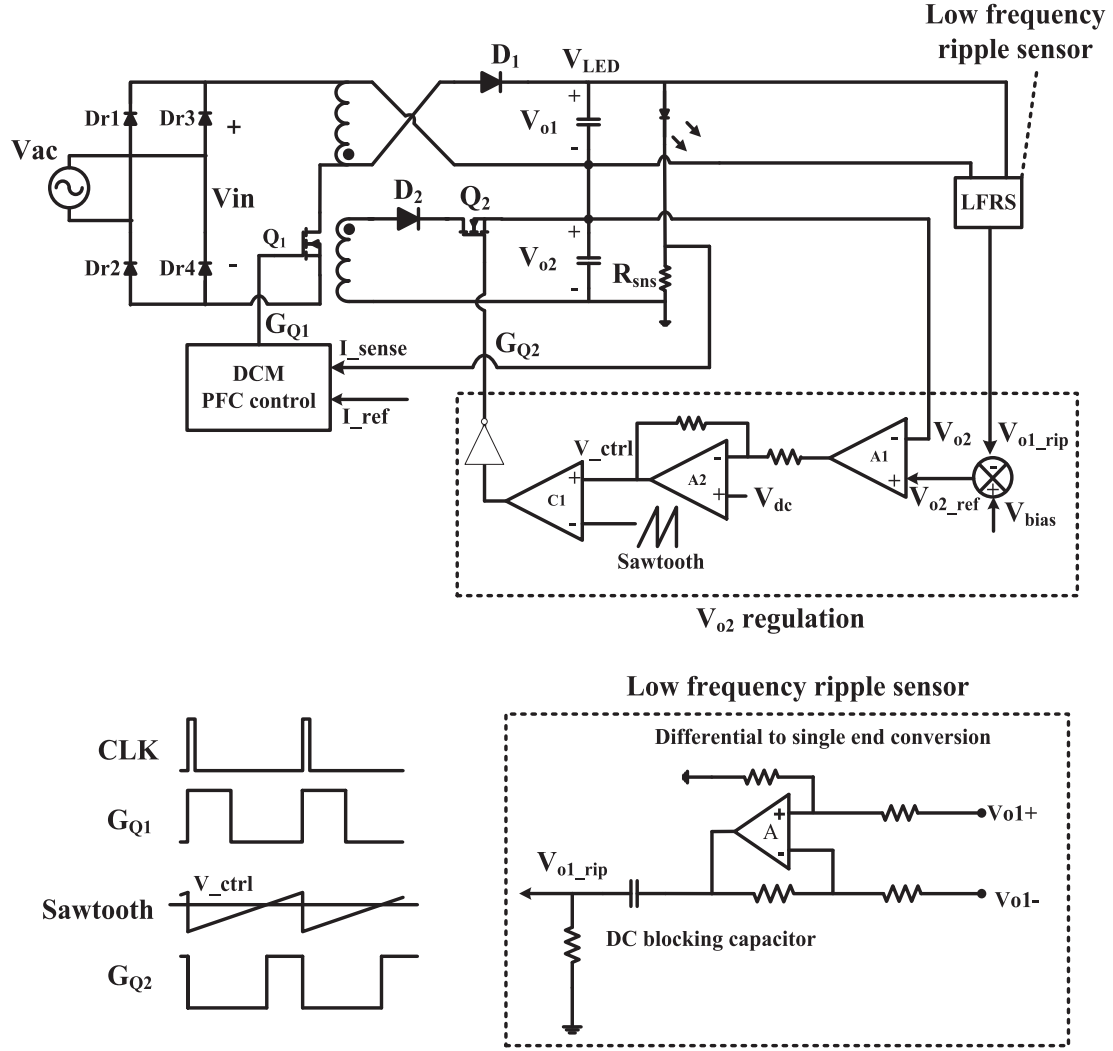 Low frequency
ripple sensor
D1
VLED
Dr1
Dr3
+
+
Vo1
-
Vac
Vin
LFRS
D2
Q2
Q1
+
Vo2
-
Dr2
Dr4
-
Rsns
GQ1
GQ2
I_sense
DCM
PFC control
I_ref
V_ctrl
+
C1
-
-
A2
+
Vdc
-
A1
+
Vo2
Vo1_rip
-
+
Vo2_ref
Vbias
Sawtooth
Vo2 regulation
Low frequency ripple sensor
Differential to single end conversion
+
A
-
Vo1+
Vo1_rip
Vo1-
DC blocking capacitor
CLK
GQ1
V_ctrl
Sawtooth
GQ2